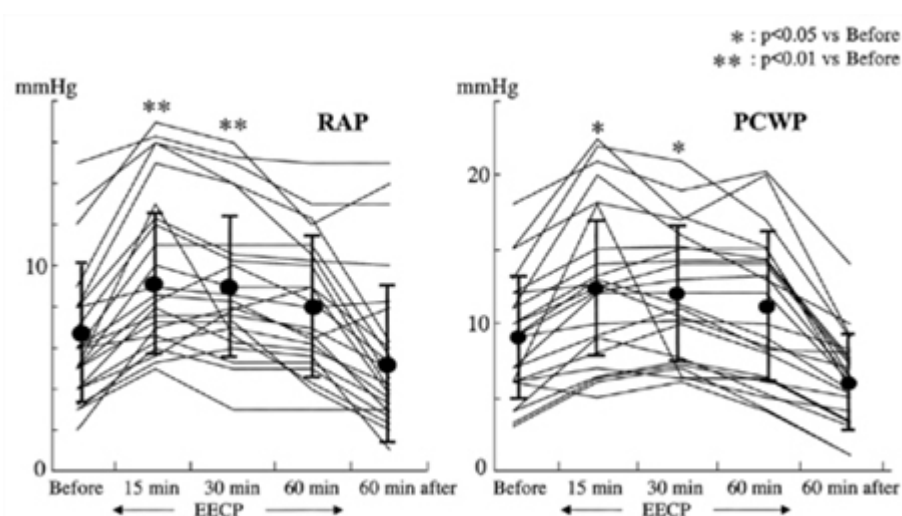 * : p<0.05 vs Before
** : p<0.01 vs Before
mmHg
**
**
RAP
10
0
Before 15 min 30 min 60 min 60 min after
EECP
mmHg
*
*
PCWP
20
10
0
Before 15 min 30 min 60 min 60 min after
EECP